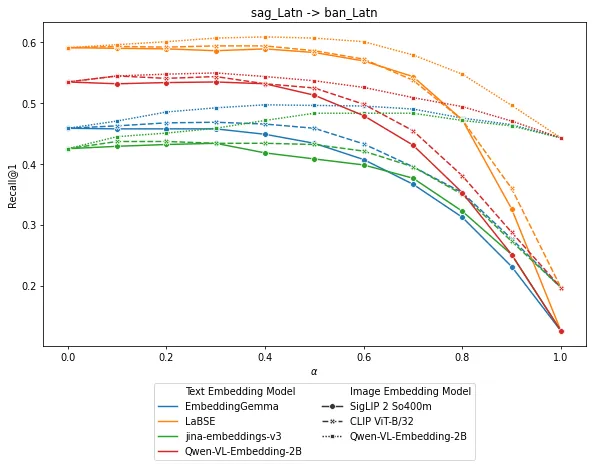 sag_Latn -> ban_Latn
Recall@1
0.6
0.5
0.4
0.3
0.2
0.0 0.2 0.4 0.6 0.8 1.0
α
Text Embedding Model Image Embedding Model
EmbeddingGemma SigLIP 2 So400m
LaBSE CLIP ViT-B/32
jina-embeddings-v3 Qwen-VL-Embedding-2B
Qwen-VL-Embedding-2B